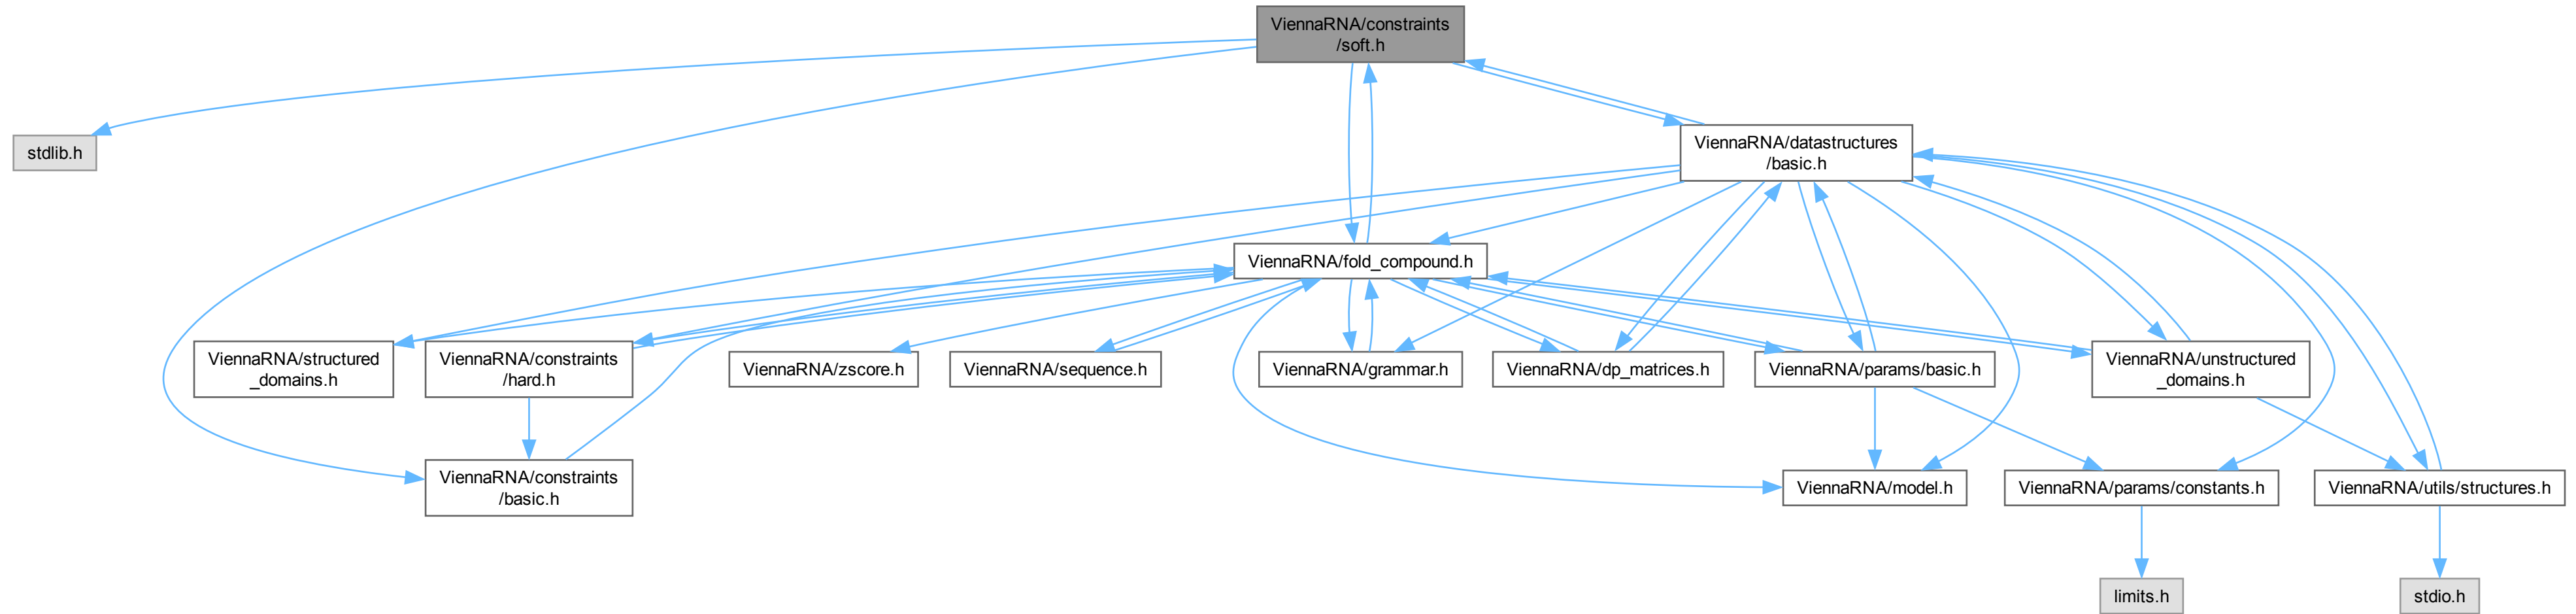 ViennaRNA/constraints
/soft.h
stdlib.h
ViennaRNA/datastructures
/basic.h
ViennaRNA/fold_compound.h
ViennaRNA/structured
_domains.h
ViennaRNA/constraints
/hard.h
ViennaRNA/zscore.h
ViennaRNA/sequence.h
ViennaRNA/grammar.h
ViennaRNA/dp_matrices.h
ViennaRNA/params/basic.h
ViennaRNA/unstructured
_domains.h
ViennaRNA/constraints
/basic.h
ViennaRNA/model.h
ViennaRNA/params/constants.h
ViennaRNA/utils/structures.h
limits.h
stdio.h